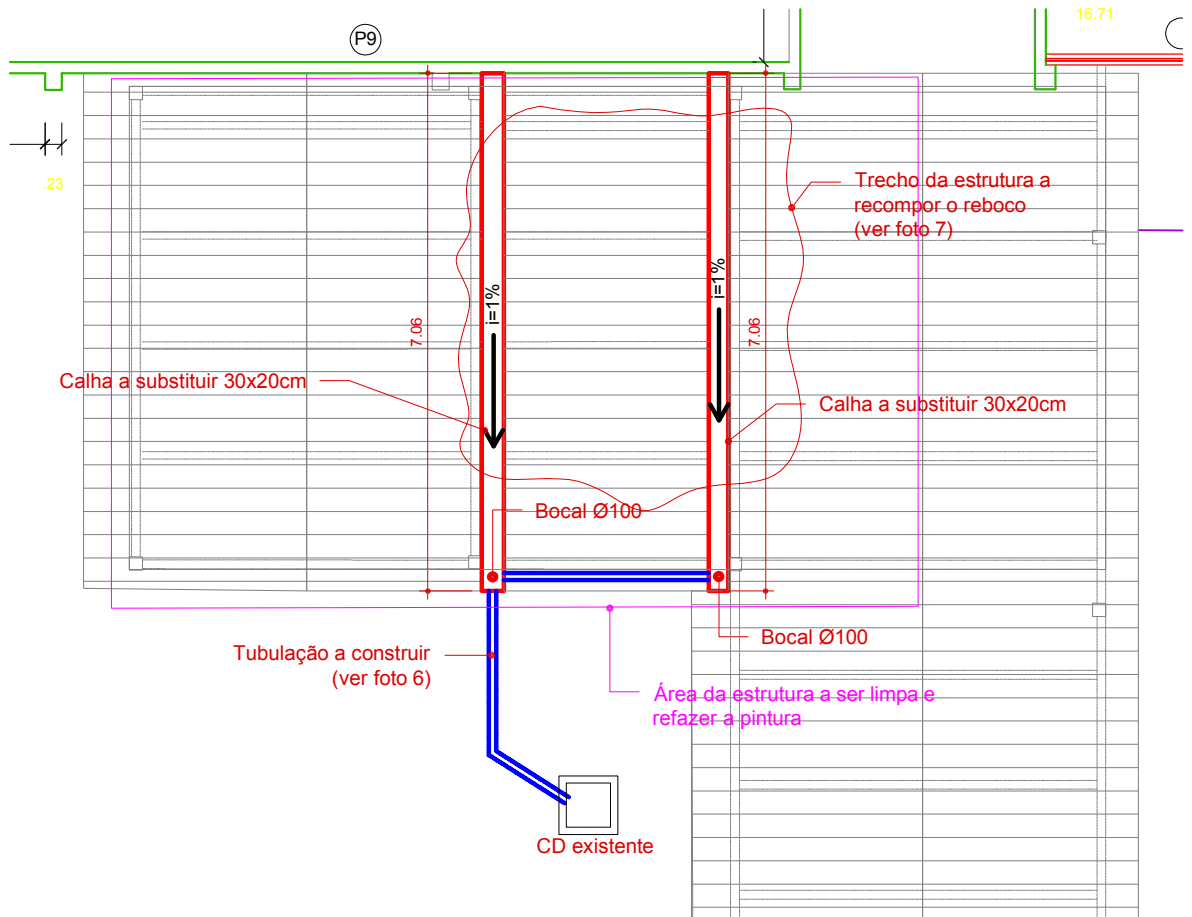 16.71
P9
.23
Trecho da estrutura a
recompor o reboco
(ver foto 7)
i=1%
i=1%
7.06
7.06
Calha a substituir 30x20cm
Calha a substituir 30x20cm
Bocal Ø100
Bocal Ø100
Tubulação a construir
(ver foto 6)
Área da estrutura a ser limpa e
refazer a pintura
CD existente